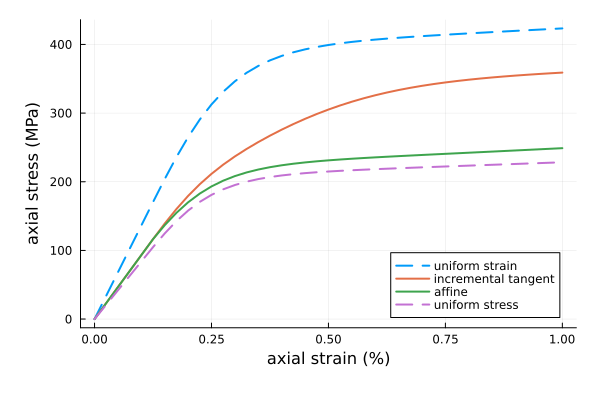 axial stress (MPa)
400
300
200
100
0
uniform strain
incremental tangent
affine
uniform stress
0.00
0.25
0.50
0.75
1.00
axial strain (%)